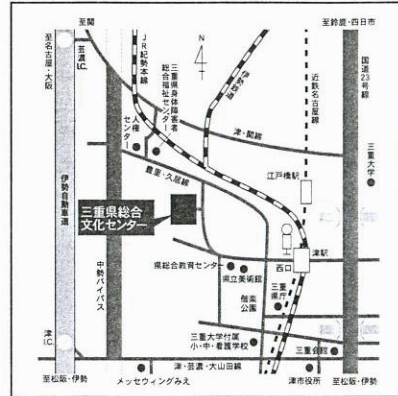 至関
至鈴鹿・四日市
至名古屋・大阪
芸濃I.C.
JR紀勢本線
三重県身体障害者総合福祉センター
人権センター
N
伊勢鉄道
近鉄名古屋線
国道23号線
津・関線
三重大学
江戸橋駅
豊里・久居線
伊勢自動車道
三重県総合
文化センター
中勢バイパス
県総合教育センター
県立美術館
西口
津駅
偕楽公園
三重県庁
津I.C.
三重大学付属
小・中・看護学校
三重会館
津・芸濃・大山田線
至松阪・伊勢
メッセウィングみえ
津市役所
至松阪・伊勢